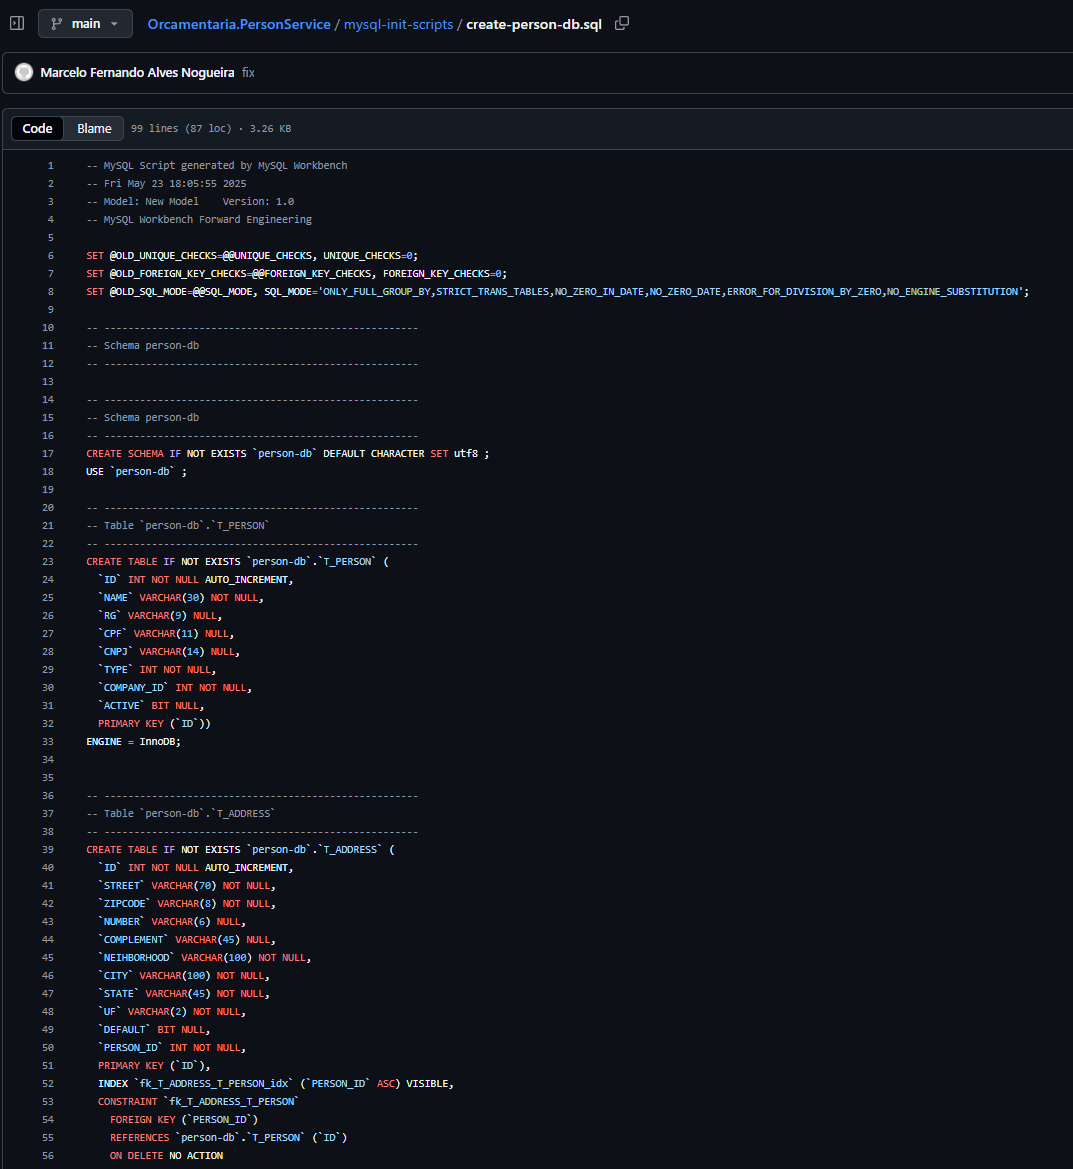 main
Orcamentaria.PersonService / mysql-init-scripts / create-person-db.sql
Marcelo Fernando Alves Nogueira fix
Code Blame 99 lines (87 loc) · 3.26 KB
1 -- MySQL Script generated by MySQL Workbench
2 -- Fri May 23 18:05:55 2025
3 -- Model: New Model    Version: 1.0
4 -- MySQL Workbench Forward Engineering
5
6 SET @OLD_UNIQUE_CHECKS=@@UNIQUE_CHECKS, UNIQUE_CHECKS=0;
7 SET @OLD_FOREIGN_KEY_CHECKS=@@FOREIGN_KEY_CHECKS, FOREIGN_KEY_CHECKS=0;
8 SET @OLD_SQL_MODE=@@SQL_MODE, SQL_MODE='ONLY_FULL_GROUP_BY,STRICT_TRANS_TABLES,NO_ZERO_IN_DATE,NO_ZERO_DATE,ERROR_FOR_DIVISION_BY_ZERO,NO_ENGINE_SUBSTITUTION';
9
10 -- -----------------------------------------------------
11 -- Schema person-db
12 -- -----------------------------------------------------
13
14 -- -----------------------------------------------------
15 -- Schema person-db
16 -- -----------------------------------------------------
17 CREATE SCHEMA IF NOT EXISTS `person-db` DEFAULT CHARACTER SET utf8 ;
18 USE `person-db` ;
19
20 -- -----------------------------------------------------
21 -- Table `person-db`.`T_PERSON`
22 -- -----------------------------------------------------
23 CREATE TABLE IF NOT EXISTS `person-db`.`T_PERSON` (
24   `ID` INT NOT NULL AUTO_INCREMENT,
25   `NAME` VARCHAR(30) NOT NULL,
26   `RG` VARCHAR(9) NULL,
27   `CPF` VARCHAR(11) NULL,
28   `CNPJ` VARCHAR(14) NULL,
29   `TYPE` INT NOT NULL,
30   `COMPANY_ID` INT NOT NULL,
31   `ACTIVE` BIT NULL,
32   PRIMARY KEY (`ID`))
33 ENGINE = InnoDB;
34
35
36 -- -----------------------------------------------------
37 -- Table `person-db`.`T_ADDRESS`
38 -- -----------------------------------------------------
39 CREATE TABLE IF NOT EXISTS `person-db`.`T_ADDRESS` (
40   `ID` INT NOT NULL AUTO_INCREMENT,
41   `STREET` VARCHAR(70) NOT NULL,
42   `ZIPCODE` VARCHAR(8) NOT NULL,
43   `NUMBER` VARCHAR(6) NULL,
44   `COMPLEMENT` VARCHAR(45) NULL,
45   `NEIHBORHOOD` VARCHAR(100) NOT NULL,
46   `CITY` VARCHAR(100) NOT NULL,
47   `STATE` VARCHAR(45) NOT NULL,
48   `UF` VARCHAR(2) NOT NULL,
49   `DEFAULT` BIT NULL,
50   `PERSON_ID` INT NOT NULL,
51   PRIMARY KEY (`ID`),
52   INDEX `fk_T_ADDRESS_T_PERSON_idx` (`PERSON_ID` ASC) VISIBLE,
53   CONSTRAINT `fk_T_ADDRESS_T_PERSON`
54     FOREIGN KEY (`PERSON_ID`)
55     REFERENCES `person-db`.`T_PERSON` (`ID`)
56     ON DELETE NO ACTION